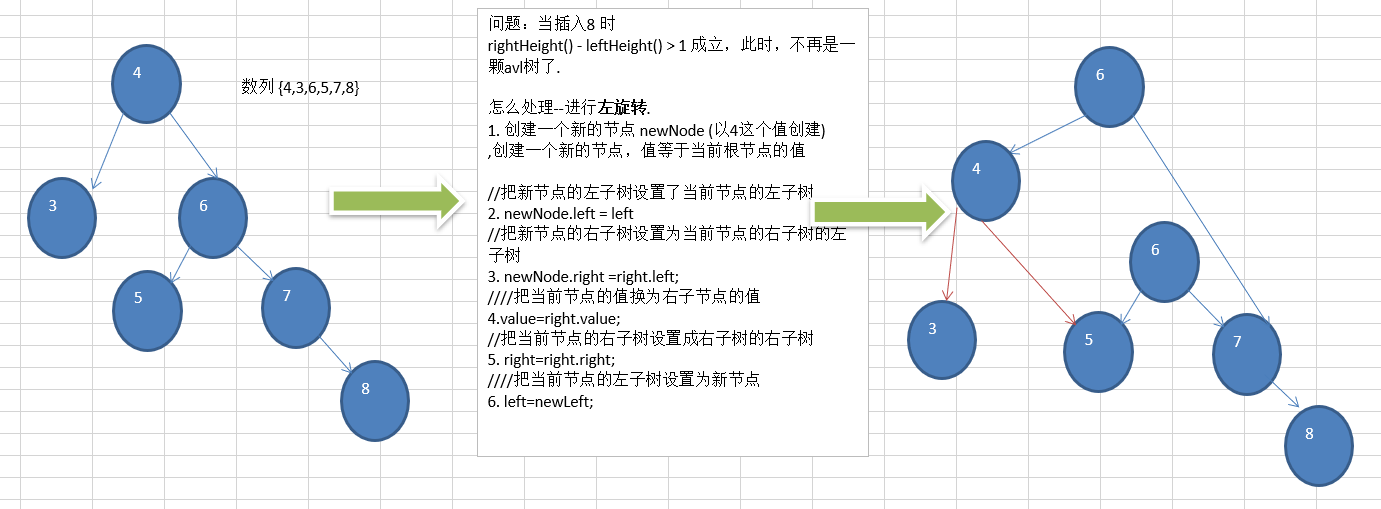 4
数列 {4,3,6,5,7,8}
3
6
5
7
8
问题：当插入8 时
rightHeight() - leftHeight() > 1 成立，此时，不再是一
颗avl树了.
怎么处理--进行左旋转.
1. 创建一个新的节点 newNode (以4这个值创建)
,创建一个新的节点，值等于当前根节点的值
//把新节点的左子树设置了当前节点的左子树
2. newNode.left = left
//把新节点的右子树设置为当前节点的右子树的左
子树
3. newNode.right =right.left;
////把当前节点的值换为右子节点的值
4.value=right.value;
//把当前节点的右子树设置成右子树的右子树
5. right=right.right;
////把当前节点的左子树设置为新节点
6. left=newLeft;
6
4
6
3
5
7
8